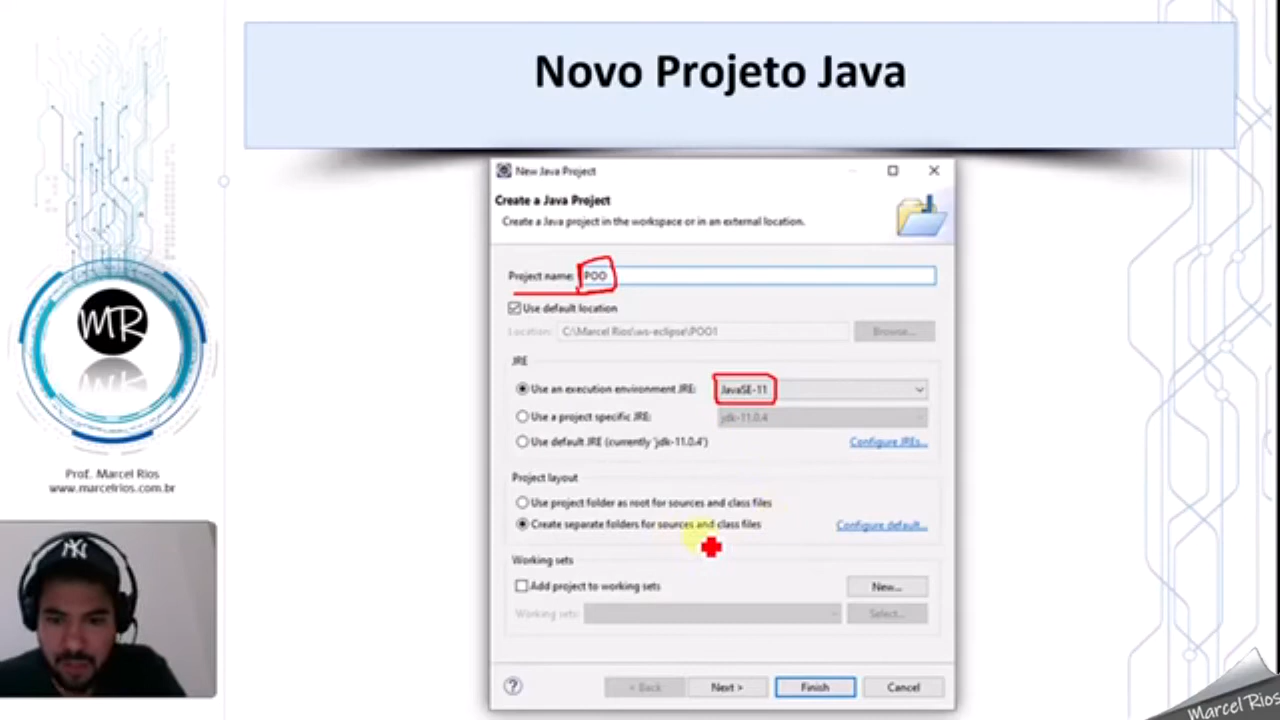 Novo Projeto Java
New Java Project
Create a Java Project
Create a Java project in the workspace or in an external location.
Project name: POO
Use default location
Location: C:\Marcel Rios\ws-eclipse\POO1 Browse...
JRE
Use an execution environment JRE: JavaSE-11
Use a project specific JRE: jdk-11.0.4
Use default JRE (currently 'jdk-11.0.4') Configure JREs...
Project layout
Use project folder as root for sources and class files
Create separate folders for sources and class files Configure default...
Working sets
Add project to working sets New...
Working sets: Select...
< Back Next > Finish Cancel
MR
Prof. Marcel Rios
www.marcelrios.com.br
NY
Marcel Rios